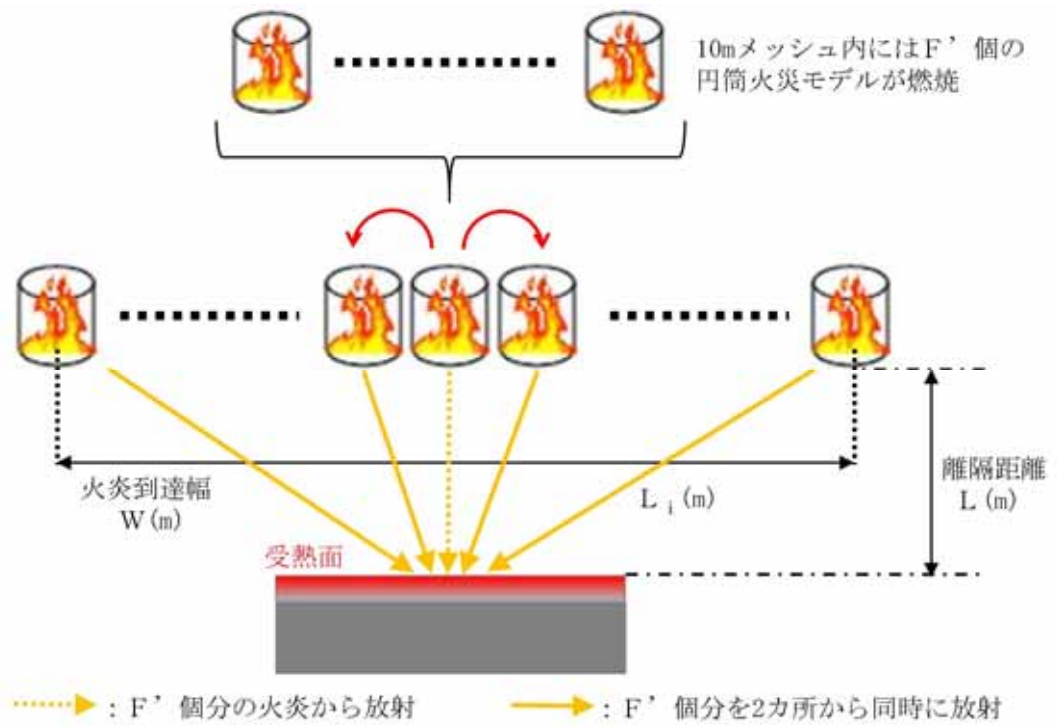 10mメッシュ内にはF’個の
円筒火災モデルが燃焼
火炎到達幅
W(m)
Li(m)
離隔距離
L(m)
受熱面
：F’個分の火炎から放射
：F’個分を2カ所から同時に放射